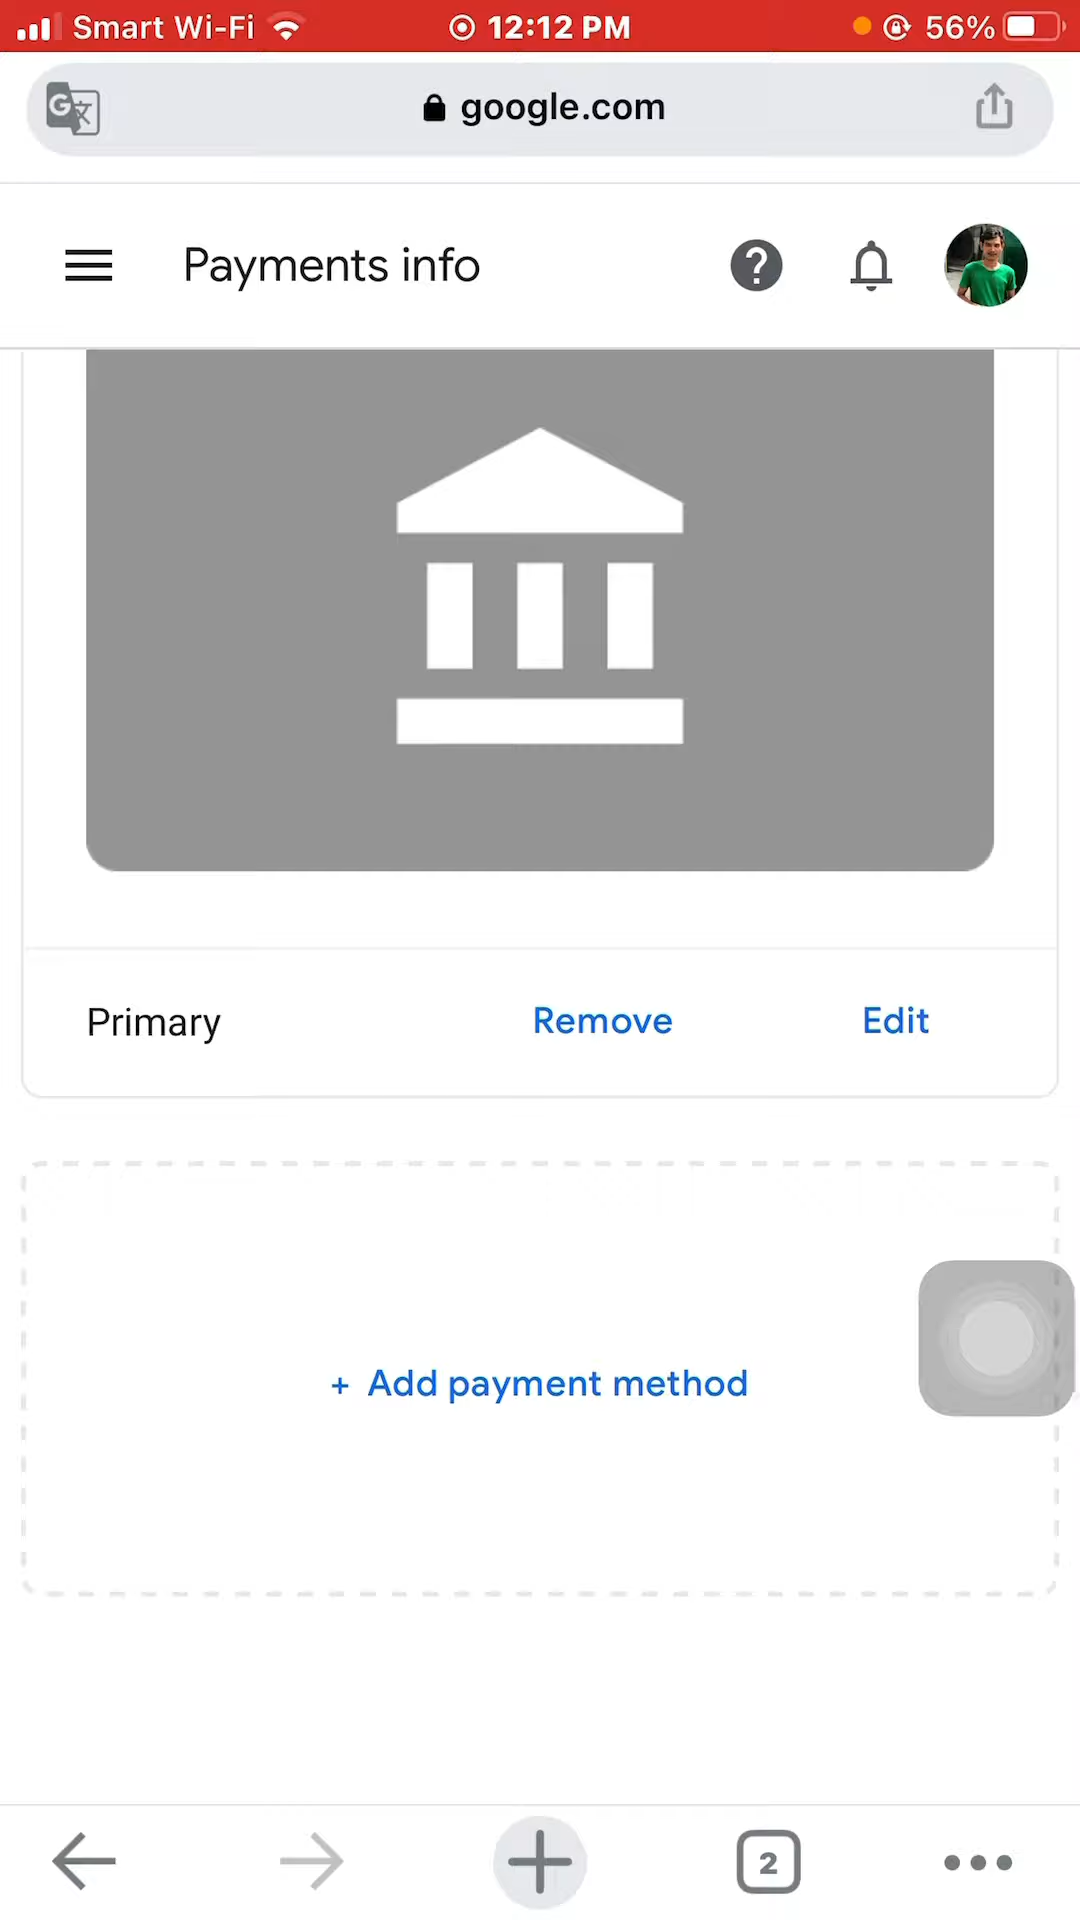 Smart Wi-Fi 12:12 PM 56%
google.com
Payments info
Primary Remove Edit
+ Add payment method
2